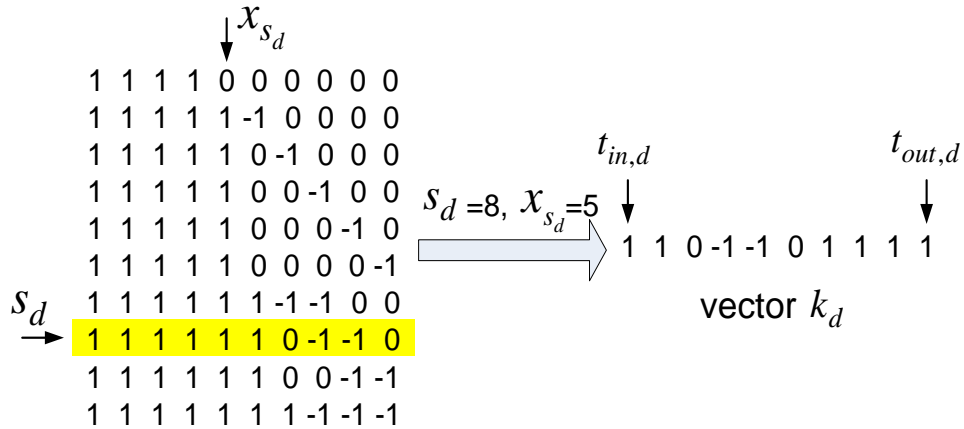 x_{s_d}
1 1 1 1 0 0 0 0 0 0
1 1 1 1 1 -1 0 0 0 0
1 1 1 1 1 0 -1 0 0 0
1 1 1 1 1 0 0 -1 0 0
1 1 1 1 1 0 0 0 -1 0
1 1 1 1 1 0 0 0 0 -1
1 1 1 1 1 1 -1 -1 0 0
s_d
1 1 1 1 1 1 0 -1 -1 0
1 1 1 1 1 1 0 0 -1 -1
1 1 1 1 1 1 1 -1 -1 -1
s_d =8, x_{s_d}=5
t_{in,d} t_{out,d}
1 1 0 -1 -1 0 1 1 1 1
vector k_d